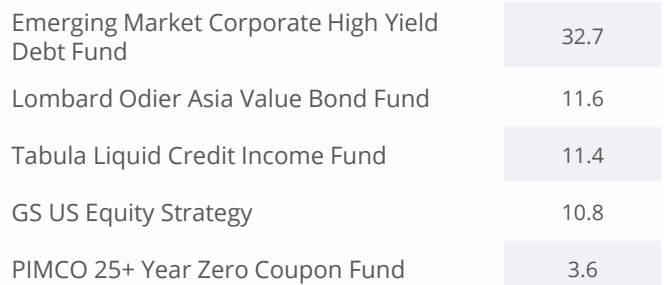 Emerging Market Corporate High Yield
Debt Fund
32.7
Lombard Odier Asia Value Bond Fund 11.6
Tabula Liquid Credit Income Fund 11.4
GS US Equity Strategy 10.8
PIMCO 25+ Year Zero Coupon Fund 3.6